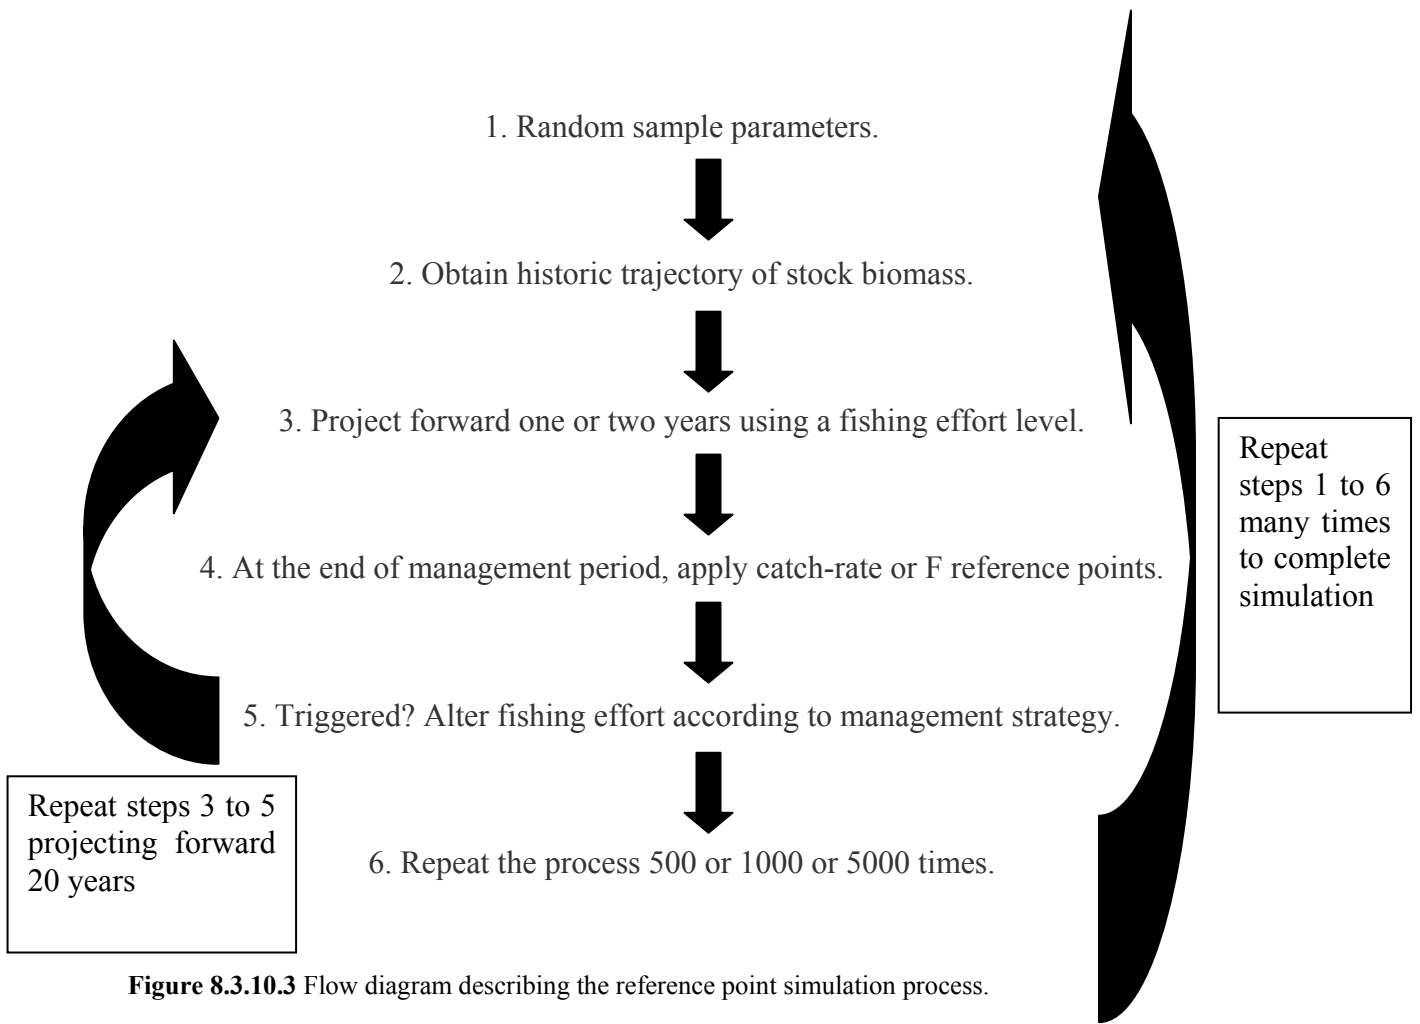 1. Random sample parameters.
2. Obtain historic trajectory of stock biomass.
3. Project forward one or two years using a fishing effort level.
4. At the end of management period, apply catch-rate or F reference points.
5. Triggered? Alter fishing effort according to management strategy.
6. Repeat the process 500 or 1000 or 5000 times.
Repeat steps 3 to 5
projecting forward
20 years
Repeat
steps 1 to 6
many times
to complete
simulation
Figure 8.3.10.3 Flow diagram describing the reference point simulation process.